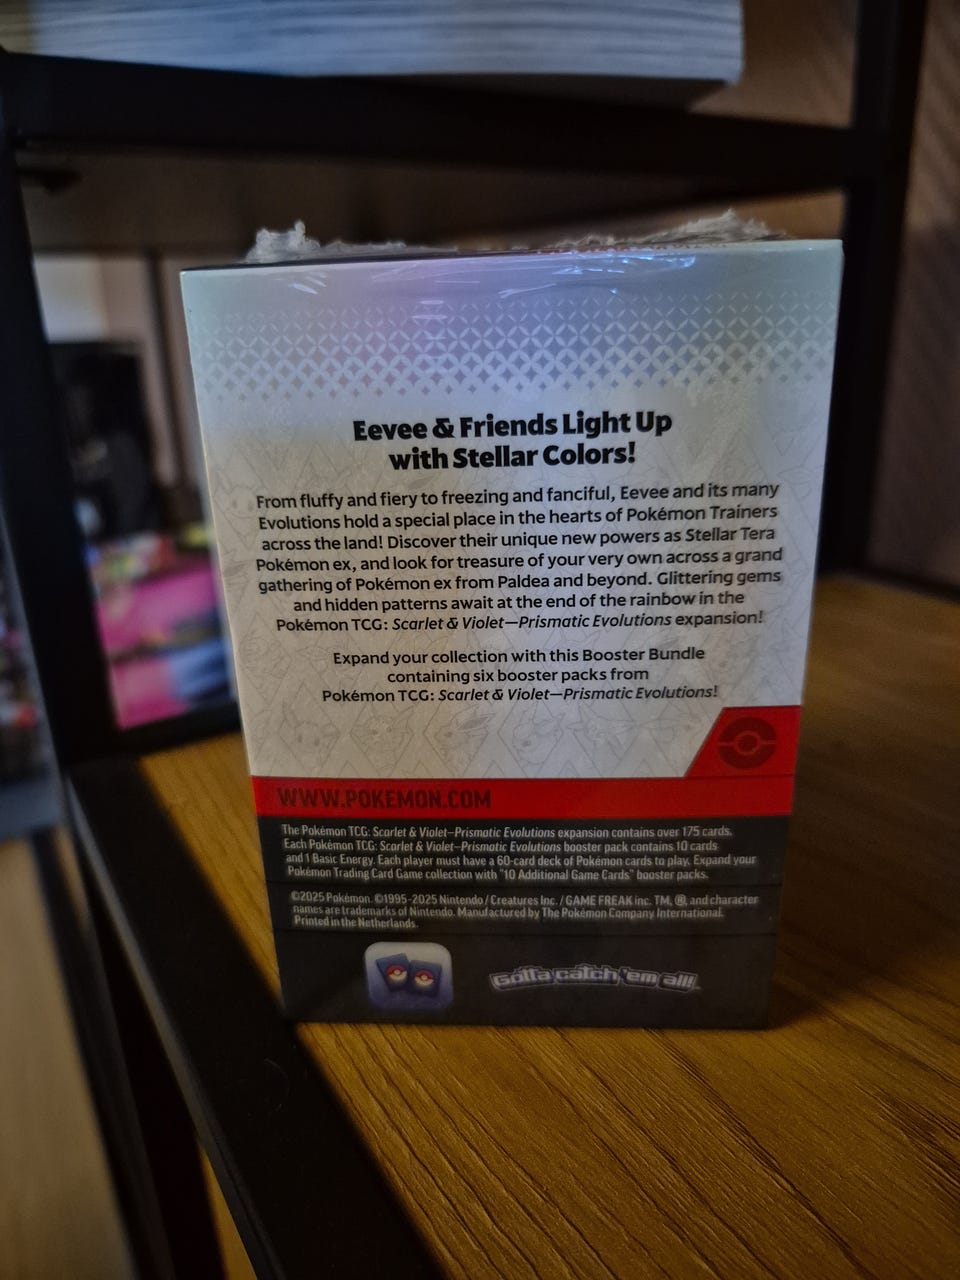 Eevee & Friends Light Up
with Stellar Colors!
From fluffy and fiery to freezing and fanciful, Eevee and its many
Evolutions hold a special place in the hearts of Pokémon Trainers
across the land! Discover their unique new powers as Stellar Tera
Pokémon ex, and look for treasure of your very own across a grand
gathering of Pokémon ex from Paldea and beyond. Glittering gems
and hidden patterns await at the end of the rainbow in the
Pokémon TCG: Scarlet & Violet—Prismatic Evolutions expansion!
Expand your collection with this Booster Bundle
containing six booster packs from
Pokémon TCG: Scarlet & Violet—Prismatic Evolutions!
WWW.POKEMON.COM
The Pokémon TCG: Scarlet & Violet—Prismatic Evolutions expansion contains over 175 cards.
Each Pokémon TCG: Scarlet & Violet—Prismatic Evolutions booster pack contains 10 cards
and 1 Basic Energy. Each player must have a 60-card deck of Pokémon cards to play. Expand your
Pokémon Trading Card Game collection with "10 Additional Game Cards" booster packs.
©2025 Pokémon. ©1995-2025 Nintendo / Creatures Inc. / GAME FREAK inc. TM, ®, and character
names are trademarks of Nintendo. Manufactured by The Pokémon Company International.
Printed in the Netherlands.
Gotta catch 'em all!